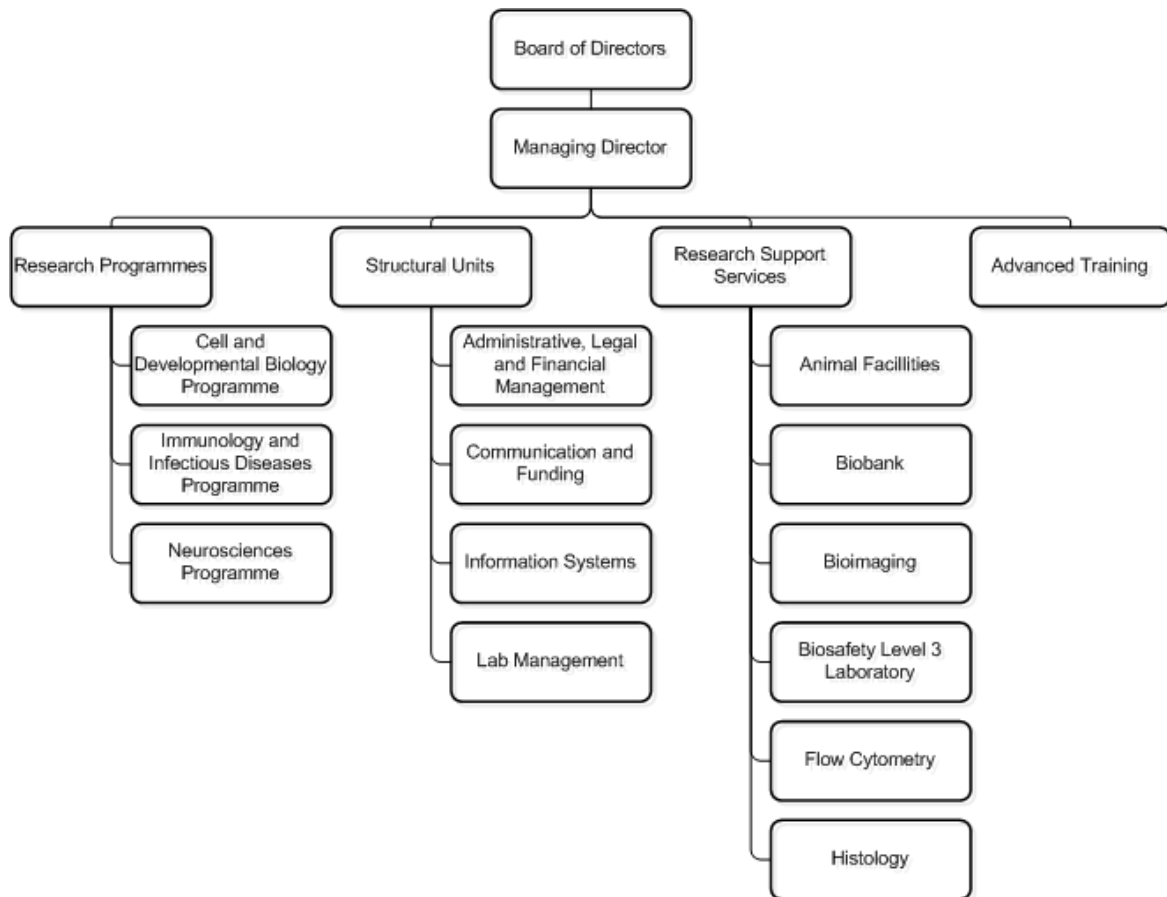 Board of Directors
Managing Director
Research Programmes
Structural Units
Research Support
Services
Advanced Training
Cell and
Developmental Biology
Programme
Immunology and
Infectious Diseases
Programme
Neurosciences
Programme
Administrative, Legal
and Financial
Management
Communication and
Funding
Information Systems
Lab Management
Animal Facillities
Biobank
Bioimaging
Biosafety Level 3
Laboratory
Flow Cytometry
Histology